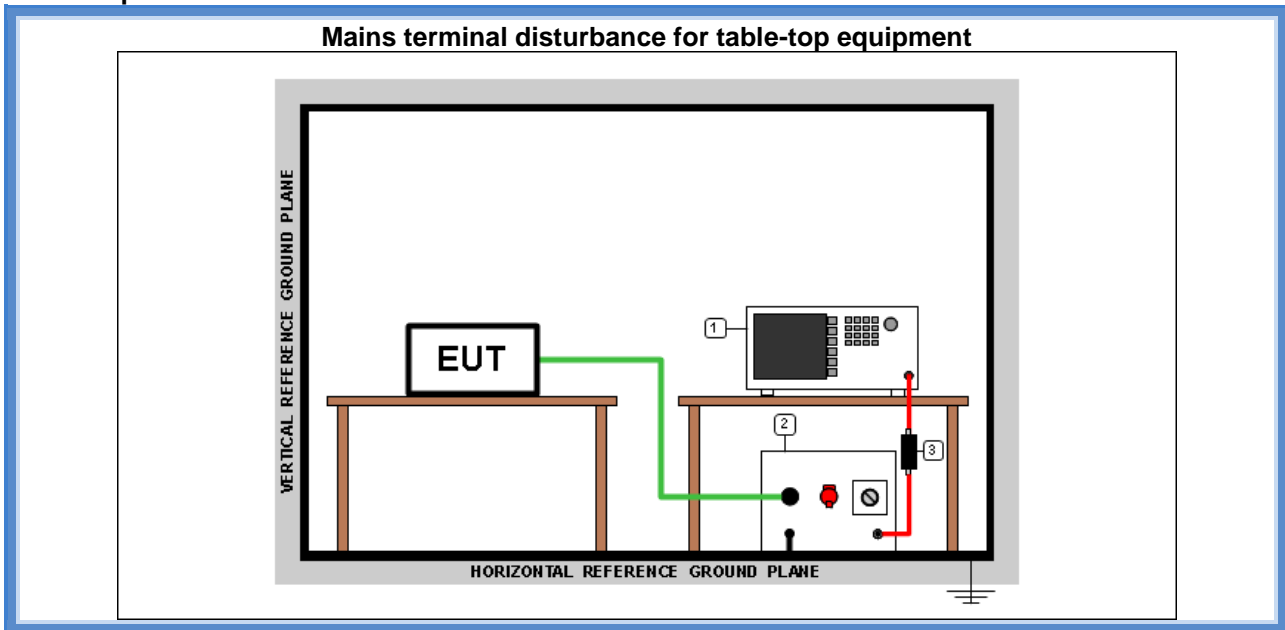 Mains terminal disturbance for table-top equipment
VERTICAL REFERENCE GROUND PLANE
EUT
1
2
3
HORIZONTAL REFERENCE GROUND PLANE